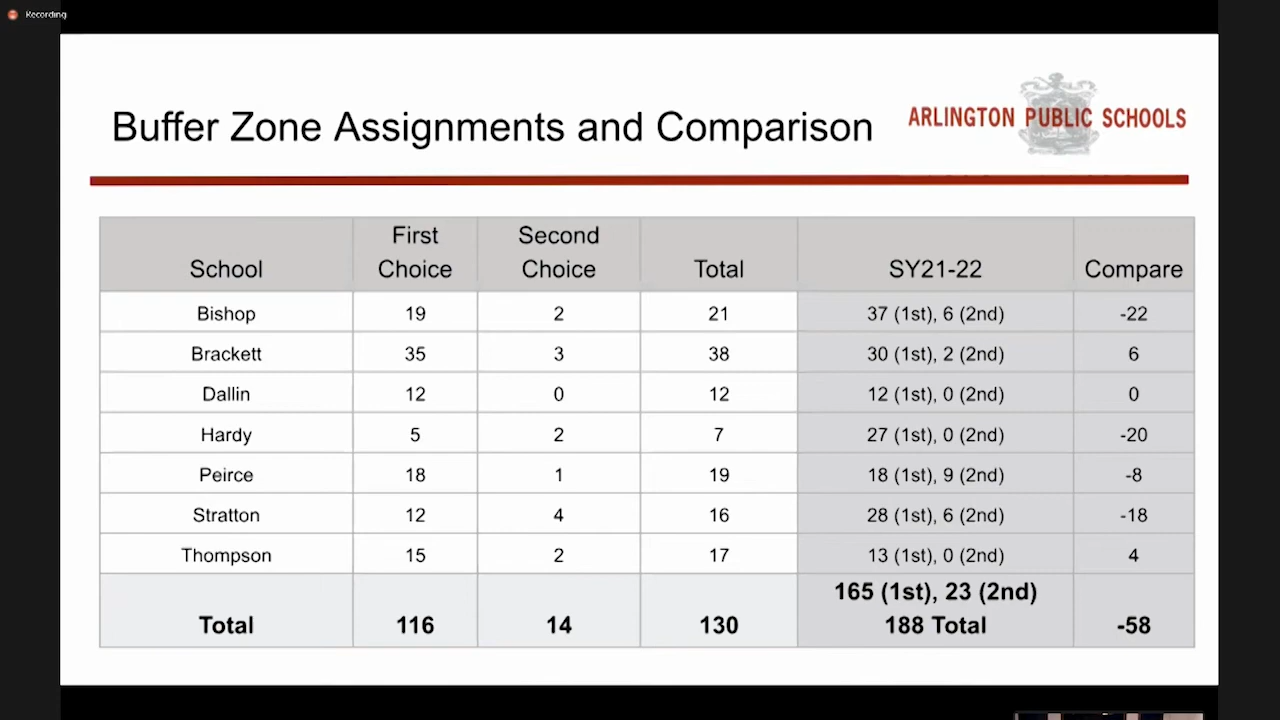 Recording
Buffer Zone Assignments and Comparison
ARLINGTON PUBLIC SCHOOLS
School First Choice Second Choice Total SY21-22 Compare
Bishop 19 2 21 37 (1st), 6 (2nd) -22
Brackett 35 3 38 30 (1st), 2 (2nd) 6
Dallin 12 0 12 12 (1st), 0 (2nd) 0
Hardy 5 2 7 27 (1st), 0 (2nd) -20
Peirce 18 1 19 18 (1st), 9 (2nd) -8
Stratton 12 4 16 28 (1st), 6 (2nd) -18
Thompson 15 2 17 13 (1st), 0 (2nd) 4
Total 116 14 130 165 (1st), 23 (2nd) 188 Total -58